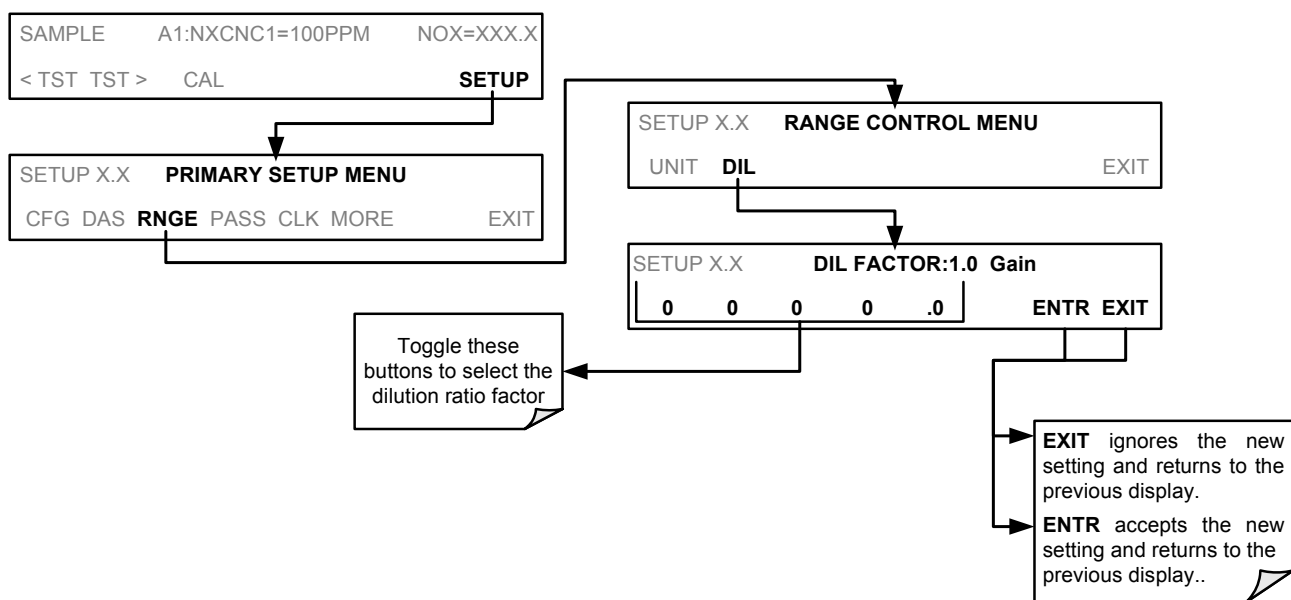 SAMPLE A1:NXCNC1=100PPM NOX=XXX.X
< TST TST > CAL SETUP
SETUP X.X PRIMARY SETUP MENU
CFG DAS RNGE PASS CLK MORE EXIT
SETUP X.X RANGE CONTROL MENU
UNIT DIL EXIT
SETUP X.X DIL FACTOR:1.0 Gain
0 0 0 0 .0 ENTR EXIT
Toggle these
buttons to select the
dilution ratio factor
EXIT ignores the new
setting and returns to the
previous display.
ENTR accepts the new
setting and returns to the
previous display..